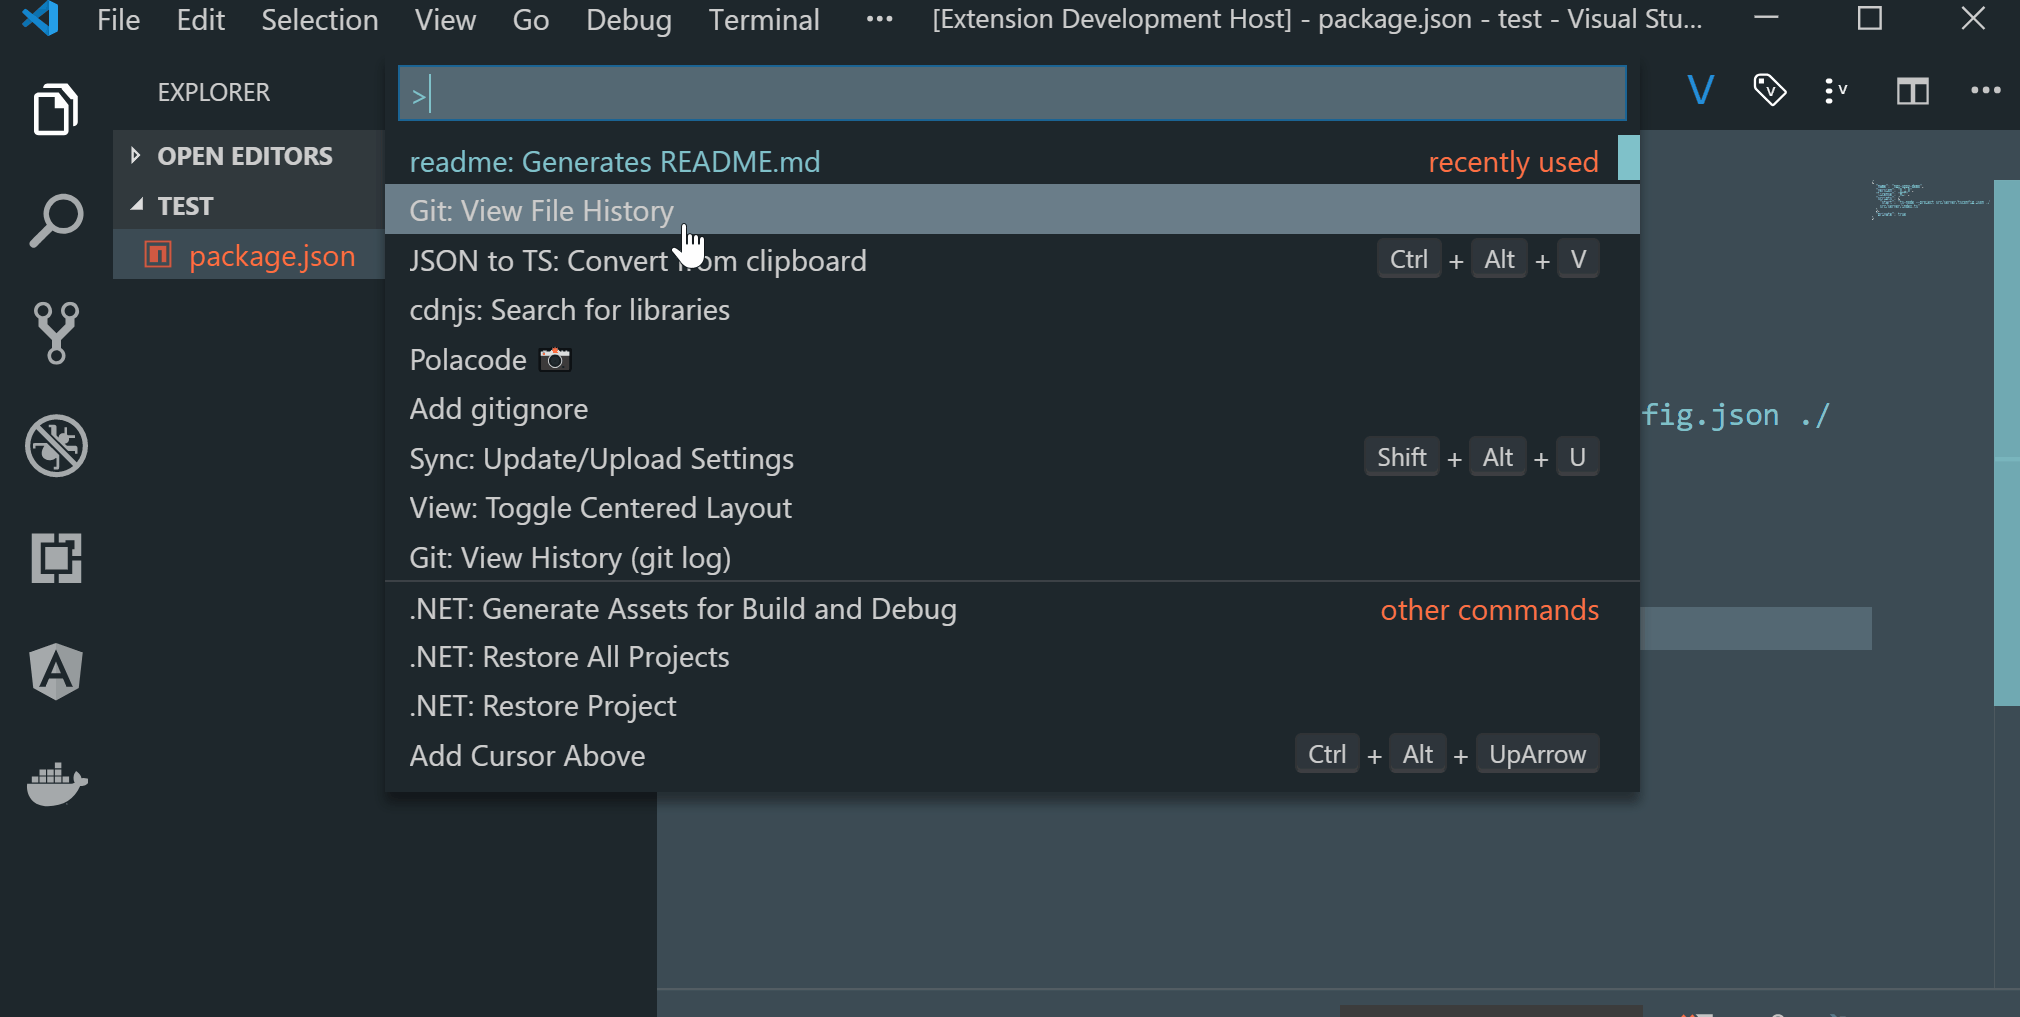 File Edit Selection View Go Debug Terminal ··· [Extension Development Host] - package.json - test - Visual Stu...
EXPLORER
OPEN EDITORS
TEST
package.json
>
readme: Generates README.md recently used
Git: View File History
JSON to TS: Convert from clipboard Ctrl + Alt + V
cdnjs: Search for libraries
Polacode 📷
Add gitignore
Sync: Update/Upload Settings Shift + Alt + U
View: Toggle Centered Layout
Git: View History (git log)
.NET: Generate Assets for Build and Debug other commands
.NET: Restore All Projects
.NET: Restore Project
Add Cursor Above Ctrl + Alt + UpArrow
V V V ···
fig.json ./